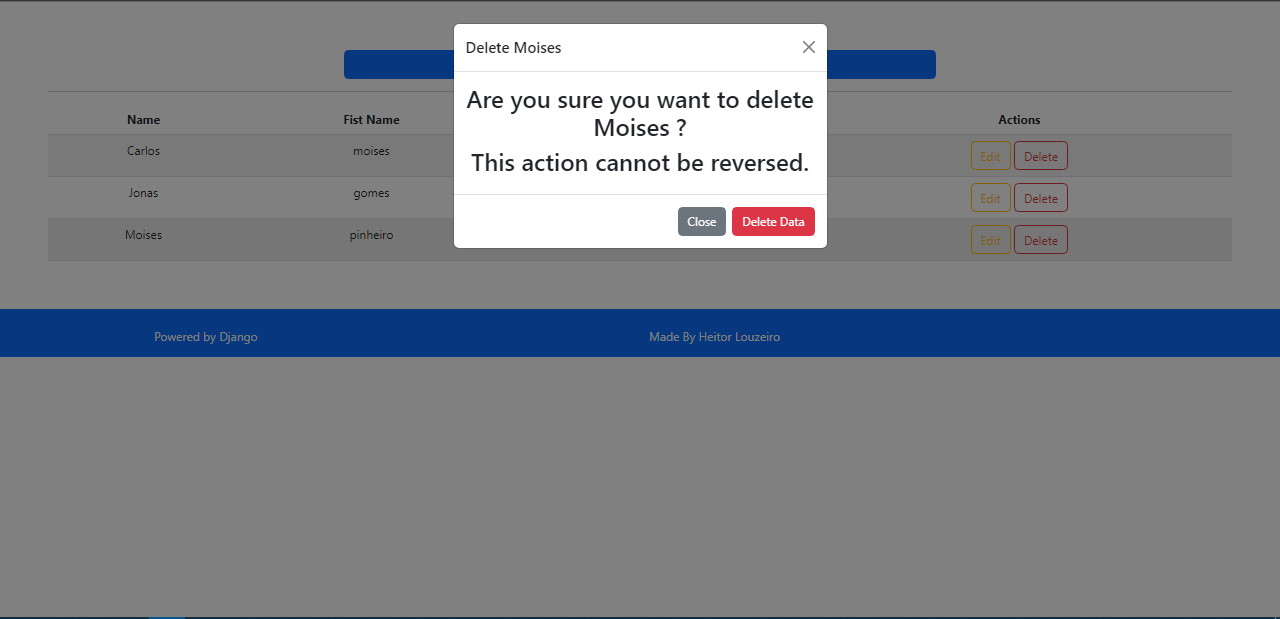 Delete Moises
Are you sure you want to delete
Moises ?
This action cannot be reversed.
Close Delete Data
Name Fist Name Actions
Carlos moises Edit Delete
Jonas gomes Edit Delete
Moises pinheiro Edit Delete
Powered by Django Made By Heitor Louzeiro